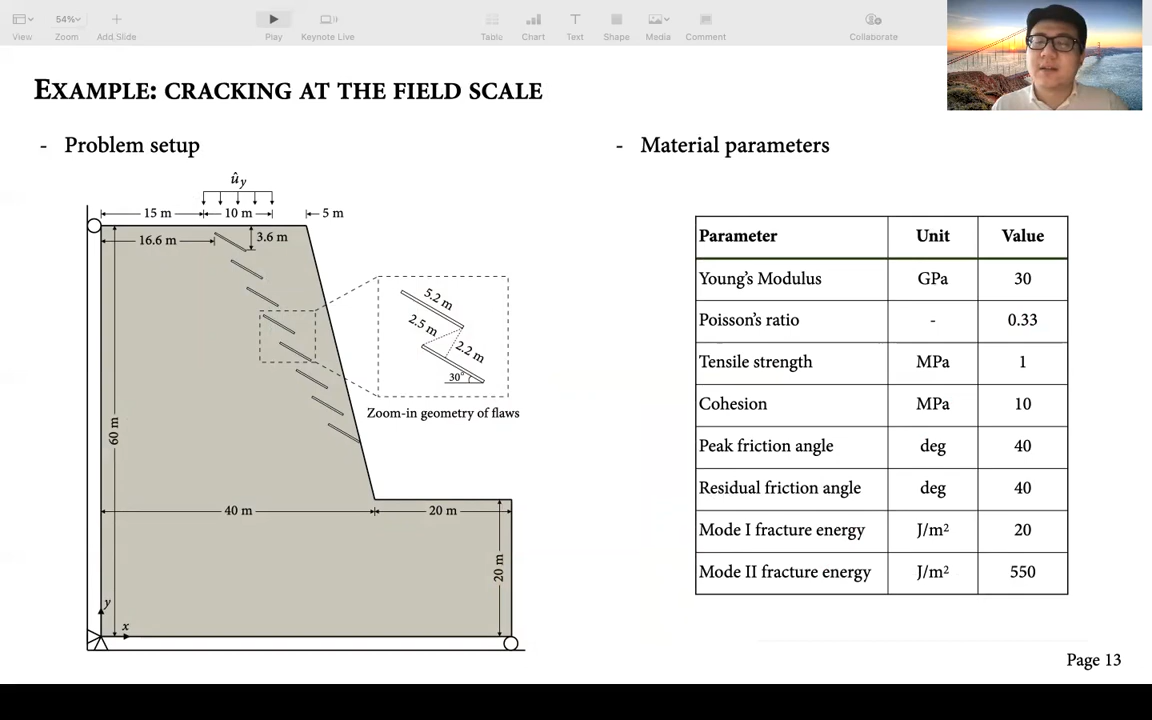 54%
View
Zoom
Add Slide
Play
Keynote Live
Table
Chart
Text
Shape
Media
Comment
Collaborate
EXAMPLE: CRACKING AT THE FIELD SCALE
- Problem setup
- Material parameters
ûy
15 m
10 m
5 m
16.6 m
3.6 m
5.2 m
2.5 m
2.2 m
30°
Zoom-in geometry of flaws
60 m
40 m
20 m
20 m
y
x
Parameter Unit Value
Young's Modulus GPa 30
Poisson's ratio - 0.33
Tensile strength MPa 1
Cohesion MPa 10
Peak friction angle deg 40
Residual friction angle deg 40
Mode I fracture energy J/m² 20
Mode II fracture energy J/m² 550
Page 13